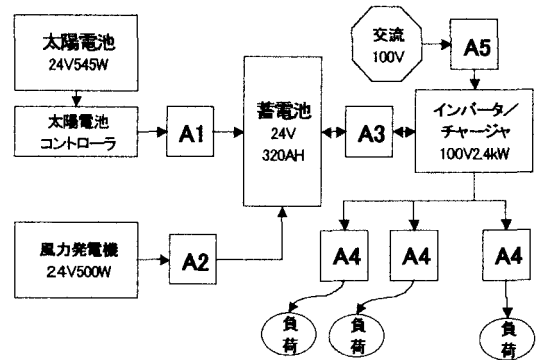 太陽電池
24V545W
太陽電池
コントローラ
A1
蓄電池
24V
320AH
A3
交流
100V
A5
インバータ/
チャージャ
100V2.4kW
風力発電機
24V500W
A2
A4
A4
A4
負
荷
負
荷
負
荷